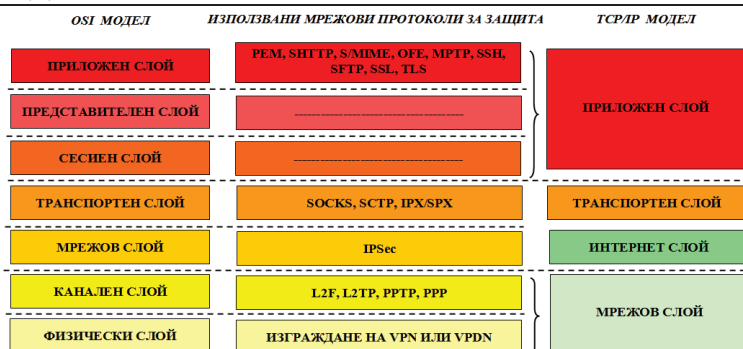 OSI МОДЕЛ ИЗПОЛЗВАНИ МРЕЖОВИ ПРОТОКОЛИ ЗА ЗАЩИТА TCP/IP МОДЕЛ
ПРИЛОЖЕН СЛОЙ
PEM, SHTTP, S/MIME, OFE, MPTP, SSH,
SFTP, SSL, TLS
ПРЕДСТАВИТЕЛЕН СЛОЙ
ПРИЛОЖЕН СЛОЙ
СЕСИЕН СЛОЙ
ТРАНСПОРТЕН СЛОЙ SOCKS, SCTP, IPX/SPX ТРАНСПОРТЕН СЛОЙ
МРЕЖОВ СЛОЙ IPSec ИНТЕРНЕТ СЛОЙ
КАНАЛЕН СЛОЙ L2F, L2TP, PPTP, PPP
МРЕЖОВ СЛОЙ
ФИЗИЧЕСКИ СЛОЙ ИЗГРАЖДАНЕ НА VPN ИЛИ VPDN